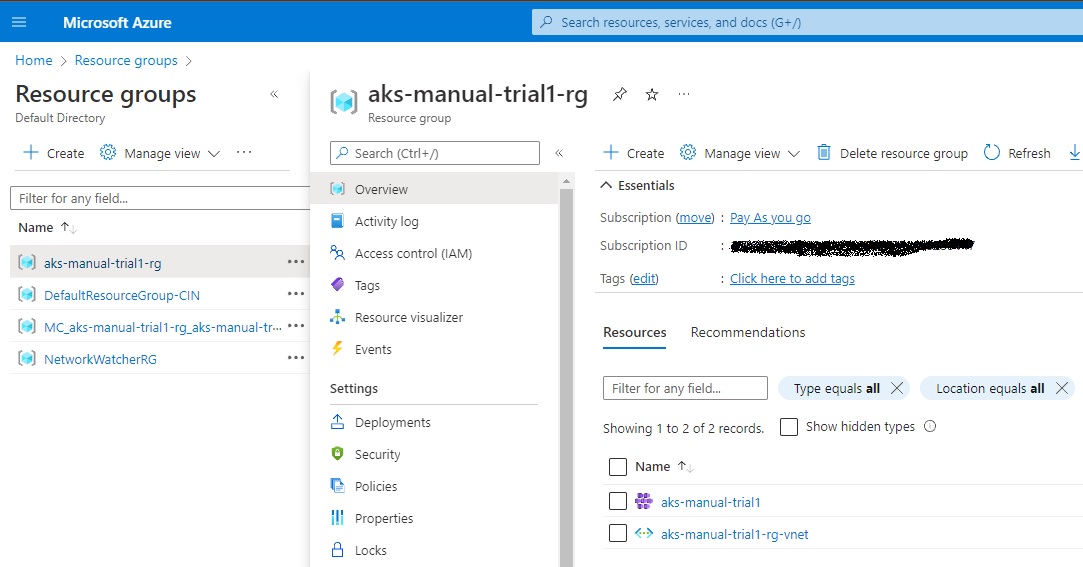 Microsoft Azure
Search resources, services, and docs (G+/)
Home > Resource groups >
Resource groups
Default Directory
Create Manage view ...
Filter for any field...
Name ↑↓
aks-manual-trial1-rg ...
DefaultResourceGroup-CIN ...
MC_aks-manual-trial1-rg_aks-manual-tr... ...
NetworkWatcherRG ...
aks-manual-trial1-rg ...
Resource group
Search (Ctrl+/)
Overview
Activity log
Access control (IAM)
Tags
Resource visualizer
Events
Settings
Deployments
Security
Policies
Properties
Locks
Create Manage view Delete resource group Refresh
Essentials
Subscription (move) : Pay As you go
Subscription ID :
Tags (edit) : Click here to add tags
Resources Recommendations
Filter for any field... Type equals all Location equals all
Showing 1 to 2 of 2 records. Show hidden types
Name ↑↓
aks-manual-trial1
aks-manual-trial1-rg-vnet